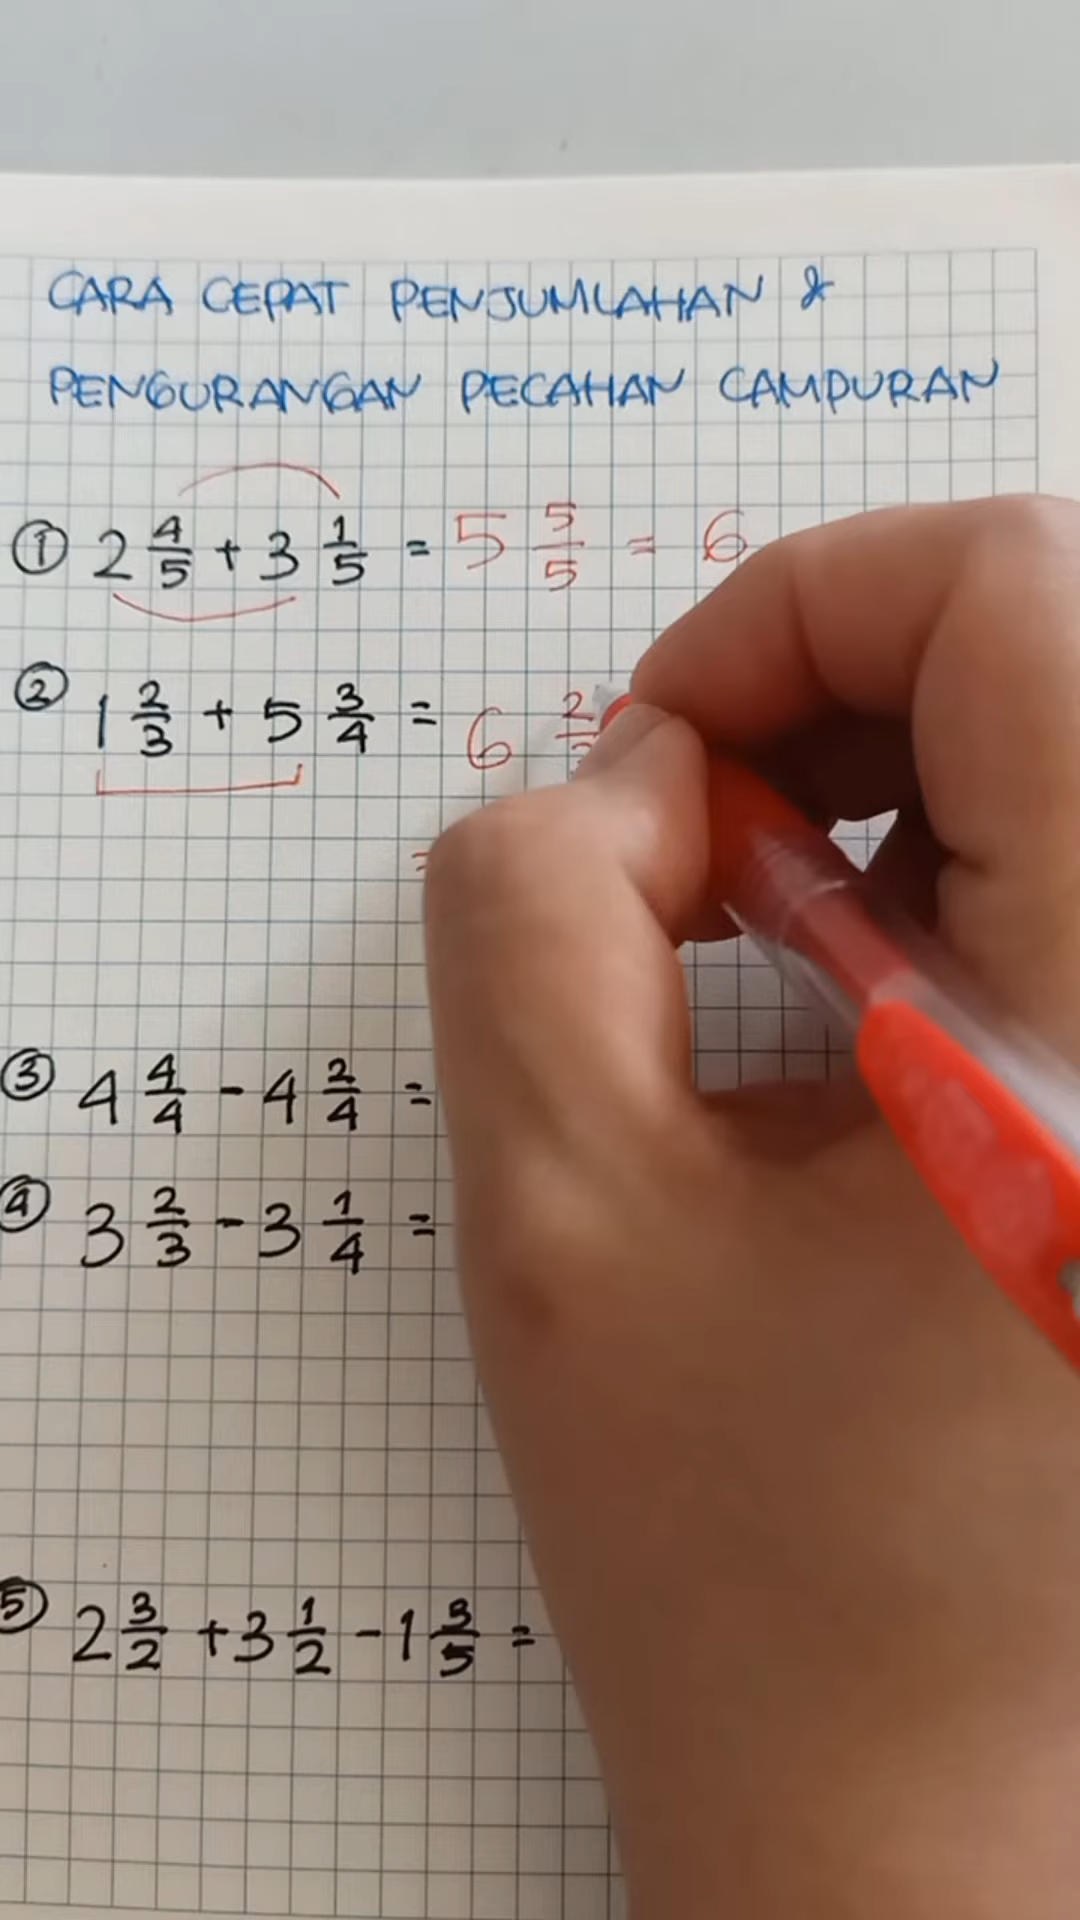 CARA CEPAT PENJUMLAHAN &
PENGURANGAN PECAHAN CAMPURAN
① 2 4/5 + 3 1/5 = 5 5/5 = 6
② 1 2/3 + 5 3/4 = 6 2/
=
③ 4 4/4 - 4 2/4 =
④ 3 2/3 - 3 1/4 =
⑤ 2 3/2 + 3 1/2 - 1 3/5 =